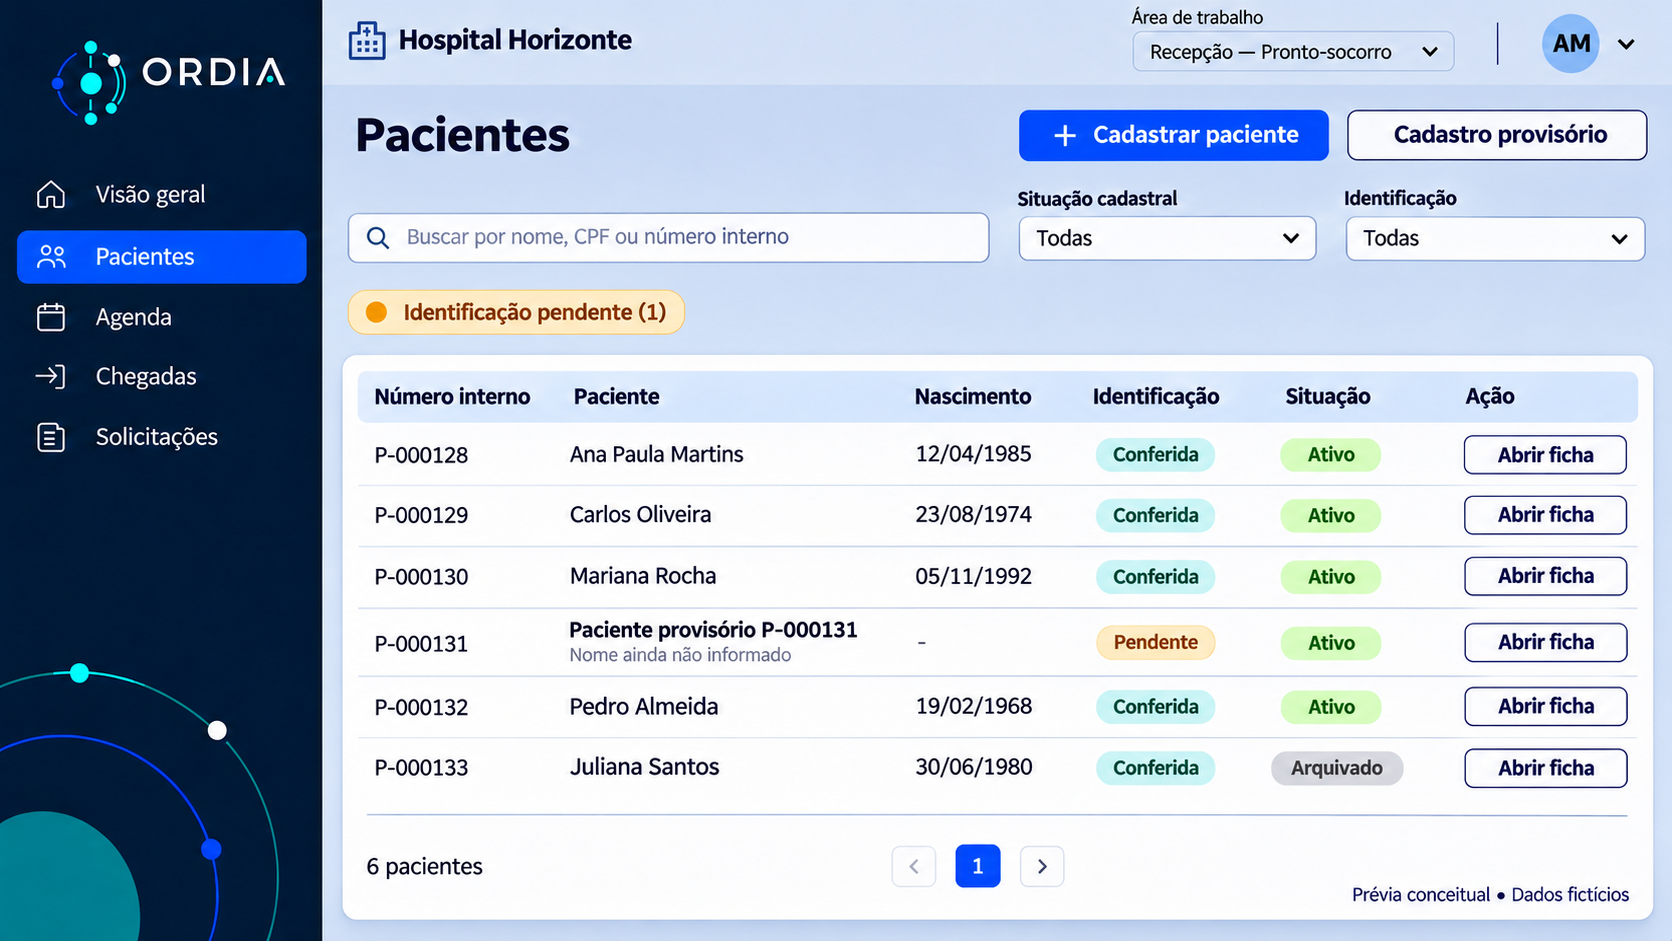 ORDIA
Visão geral
Pacientes
Agenda
Chegadas
Solicitações
Hospital Horizonte
Área de trabalho
Recepção — Pronto-socorro
AM
Pacientes
+ Cadastrar paciente
Cadastro provisório
Buscar por nome, CPF ou número interno
Situação cadastral
Todas
Identificação
Todas
Identificação pendente (1)
Número interno Paciente Nascimento Identificação Situação Ação
P-000128 Ana Paula Martins 12/04/1985 Conferida Ativo Abrir ficha
P-000129 Carlos Oliveira 23/08/1974 Conferida Ativo Abrir ficha
P-000130 Mariana Rocha 05/11/1992 Conferida Ativo Abrir ficha
P-000131 Paciente provisório P-000131 - Pendente Ativo Abrir ficha
Nome ainda não informado
P-000132 Pedro Almeida 19/02/1968 Conferida Ativo Abrir ficha
P-000133 Juliana Santos 30/06/1980 Conferida Arquivado Abrir ficha
6 pacientes
1
Prévia conceitual • Dados fictícios